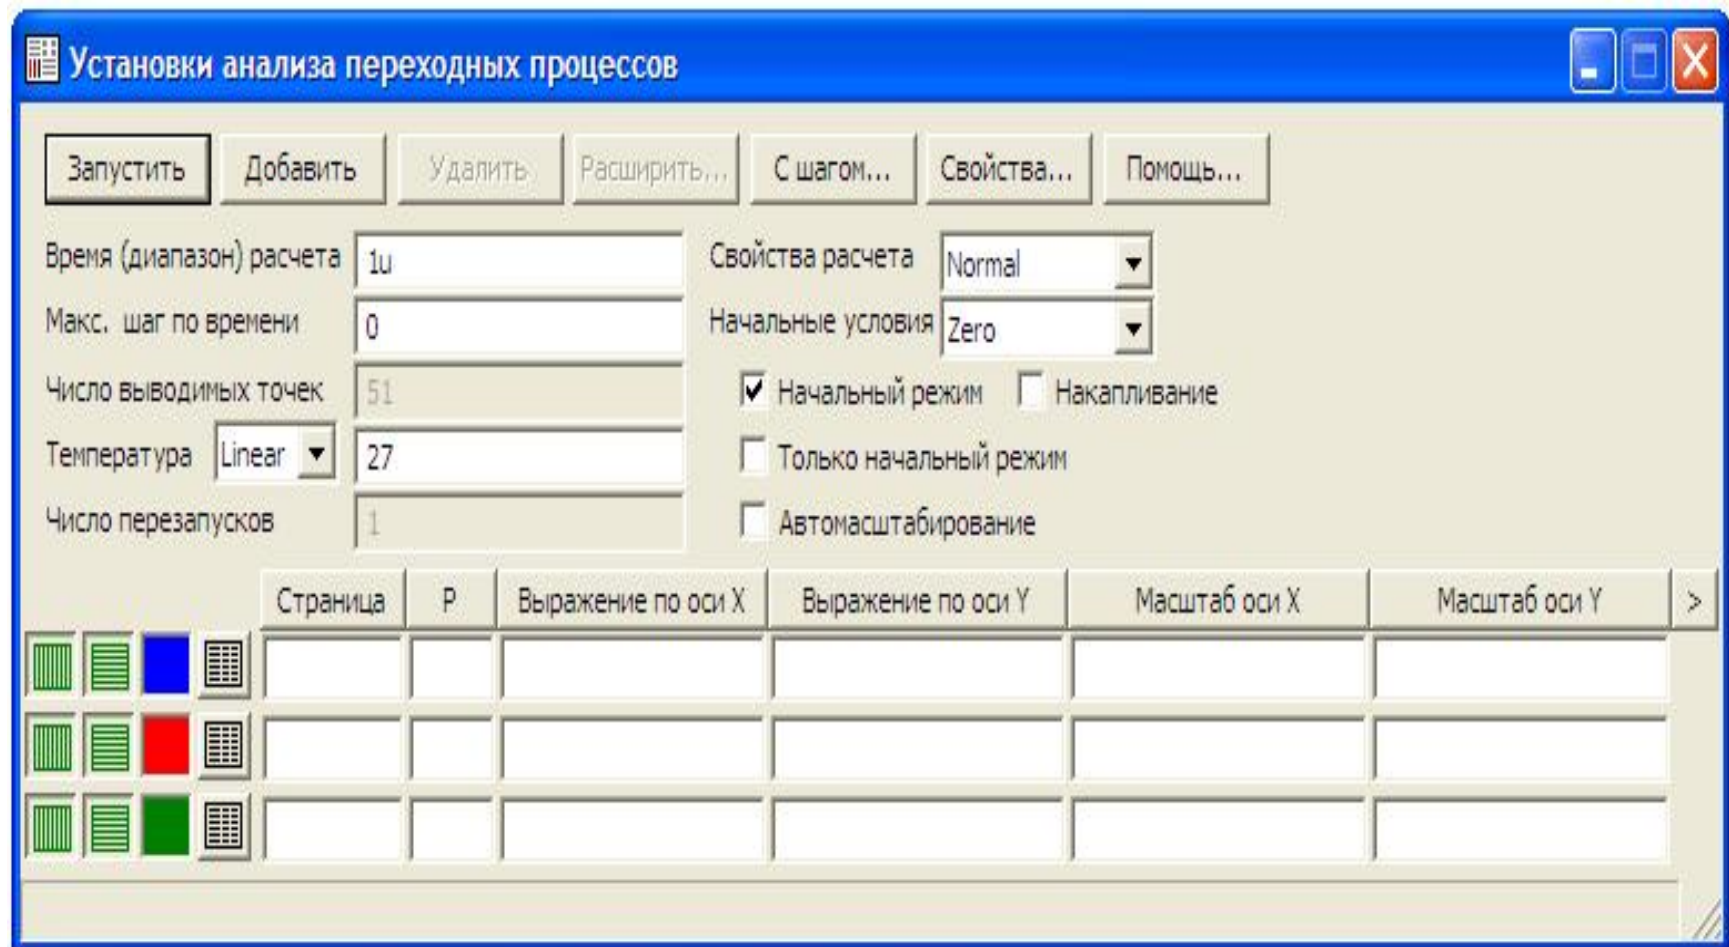 Установки анализа переходных процессов
Запустить Добавить Удалить Расширить... С шагом... Свойства... Помощь...
Время (диапазон) расчета 1u Свойства расчета Normal
Макс. шаг по времени 0 Начальные условия Zero
Число выводимых точек 51 Начальный режим Накапливание
Температура Linear 27 Только начальный режим
Число перезапусков 1 Автомасштабирование
Страница P Выражение по оси X Выражение по оси Y Масштаб оси X Масштаб оси Y >